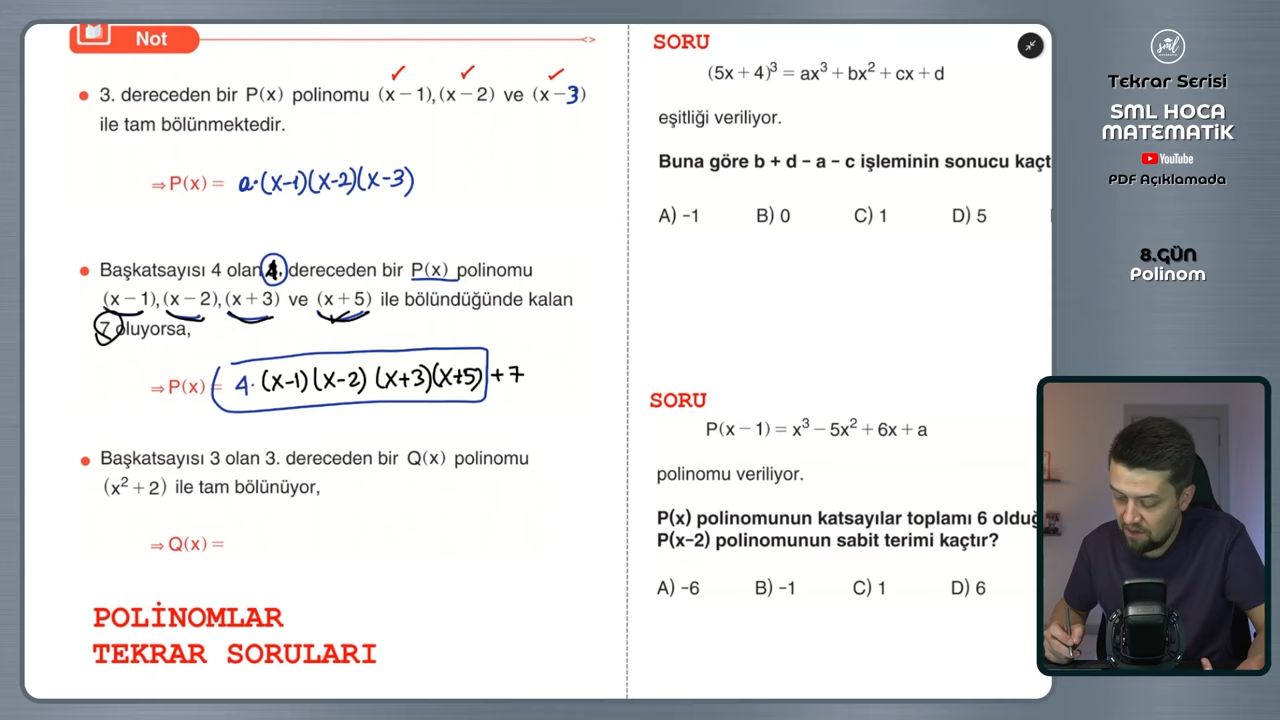 Not
3. dereceden bir P(x) polinomu (x − 1), (x − 2) ve (x − 3)
ile tam bölünmektedir.
⇒ P(x) = a·(x-1)(x-2)(x-3)
Başkatsayısı 4 olan 4. dereceden bir P(x) polinomu
(x − 1), (x − 2), (x + 3) ve (x + 5) ile bölündüğünde kalan
7 oluyorsa,
⇒ P(x) = 4·(x-1)(x-2)(x+3)(x+5)+7
Başkatsayısı 3 olan 3. dereceden bir Q(x) polinomu
(x² + 2) ile tam bölünüyor,
⇒ Q(x) =
POLİNOMLAR
TEKRAR SORULARI
SORU
(5x + 4)³ = ax³ + bx² + cx + d
eşitliği veriliyor.
Buna göre b + d − a − c işleminin sonucu kaçt
A) −1 B) 0 C) 1 D) 5
SORU
P(x − 1) = x³ − 5x² + 6x + a
polinomu veriliyor.
P(x) polinomunun katsayılar toplamı 6 olduğ
P(x−2) polinomunun sabit terimi kaçtır?
A) −6 B) −1 C) 1 D) 6
sml
Tekrar Serisi
SML HOCA
MATEMATİK
YouTube
PDF Açıklamada
8.GÜN
Polinom